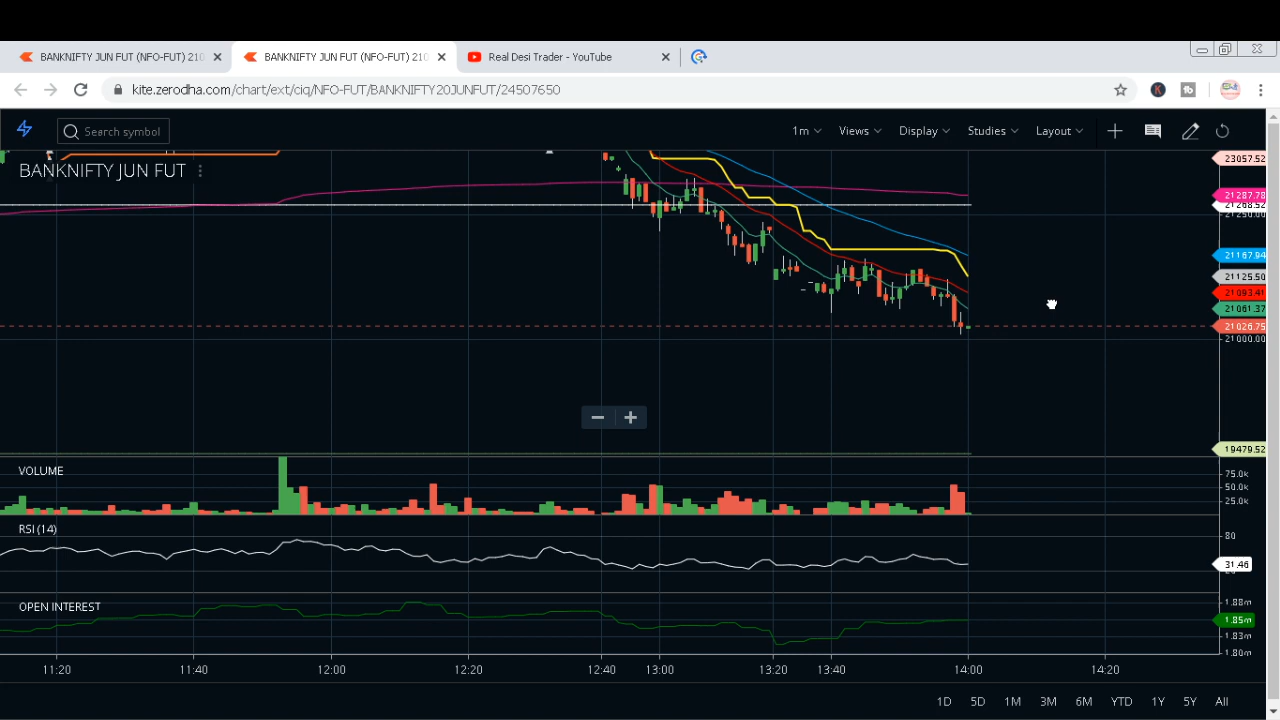 BANKNIFTY JUN FUT (NFO-FUT) 210
BANKNIFTY JUN FUT (NFO-FUT) 210
Real Desi Trader - YouTube
kite.zerodha.com/chart/ext/ciq/NFO-FUT/BANKNIFTY20JUNFUT/24507650
K
Search symbol
1m
Views
Display
Studies
Layout
BANKNIFTY JUN FUT
23057.52
21287.78
21268.52
21250.00
21167.94
21125.50
21093.41
21061.37
21026.75
21000.00
19479.52
VOLUME
75.0k
50.0k
25.0k
RSI (14)
80
31.46
OPEN INTEREST
1.88m
1.85m
1.83m
1.80m
11:20 11:40 12:00 12:20 12:40 13:00 13:20 13:40 14:00 14:20
1D 5D 1M 3M 6M YTD 1Y 5Y All